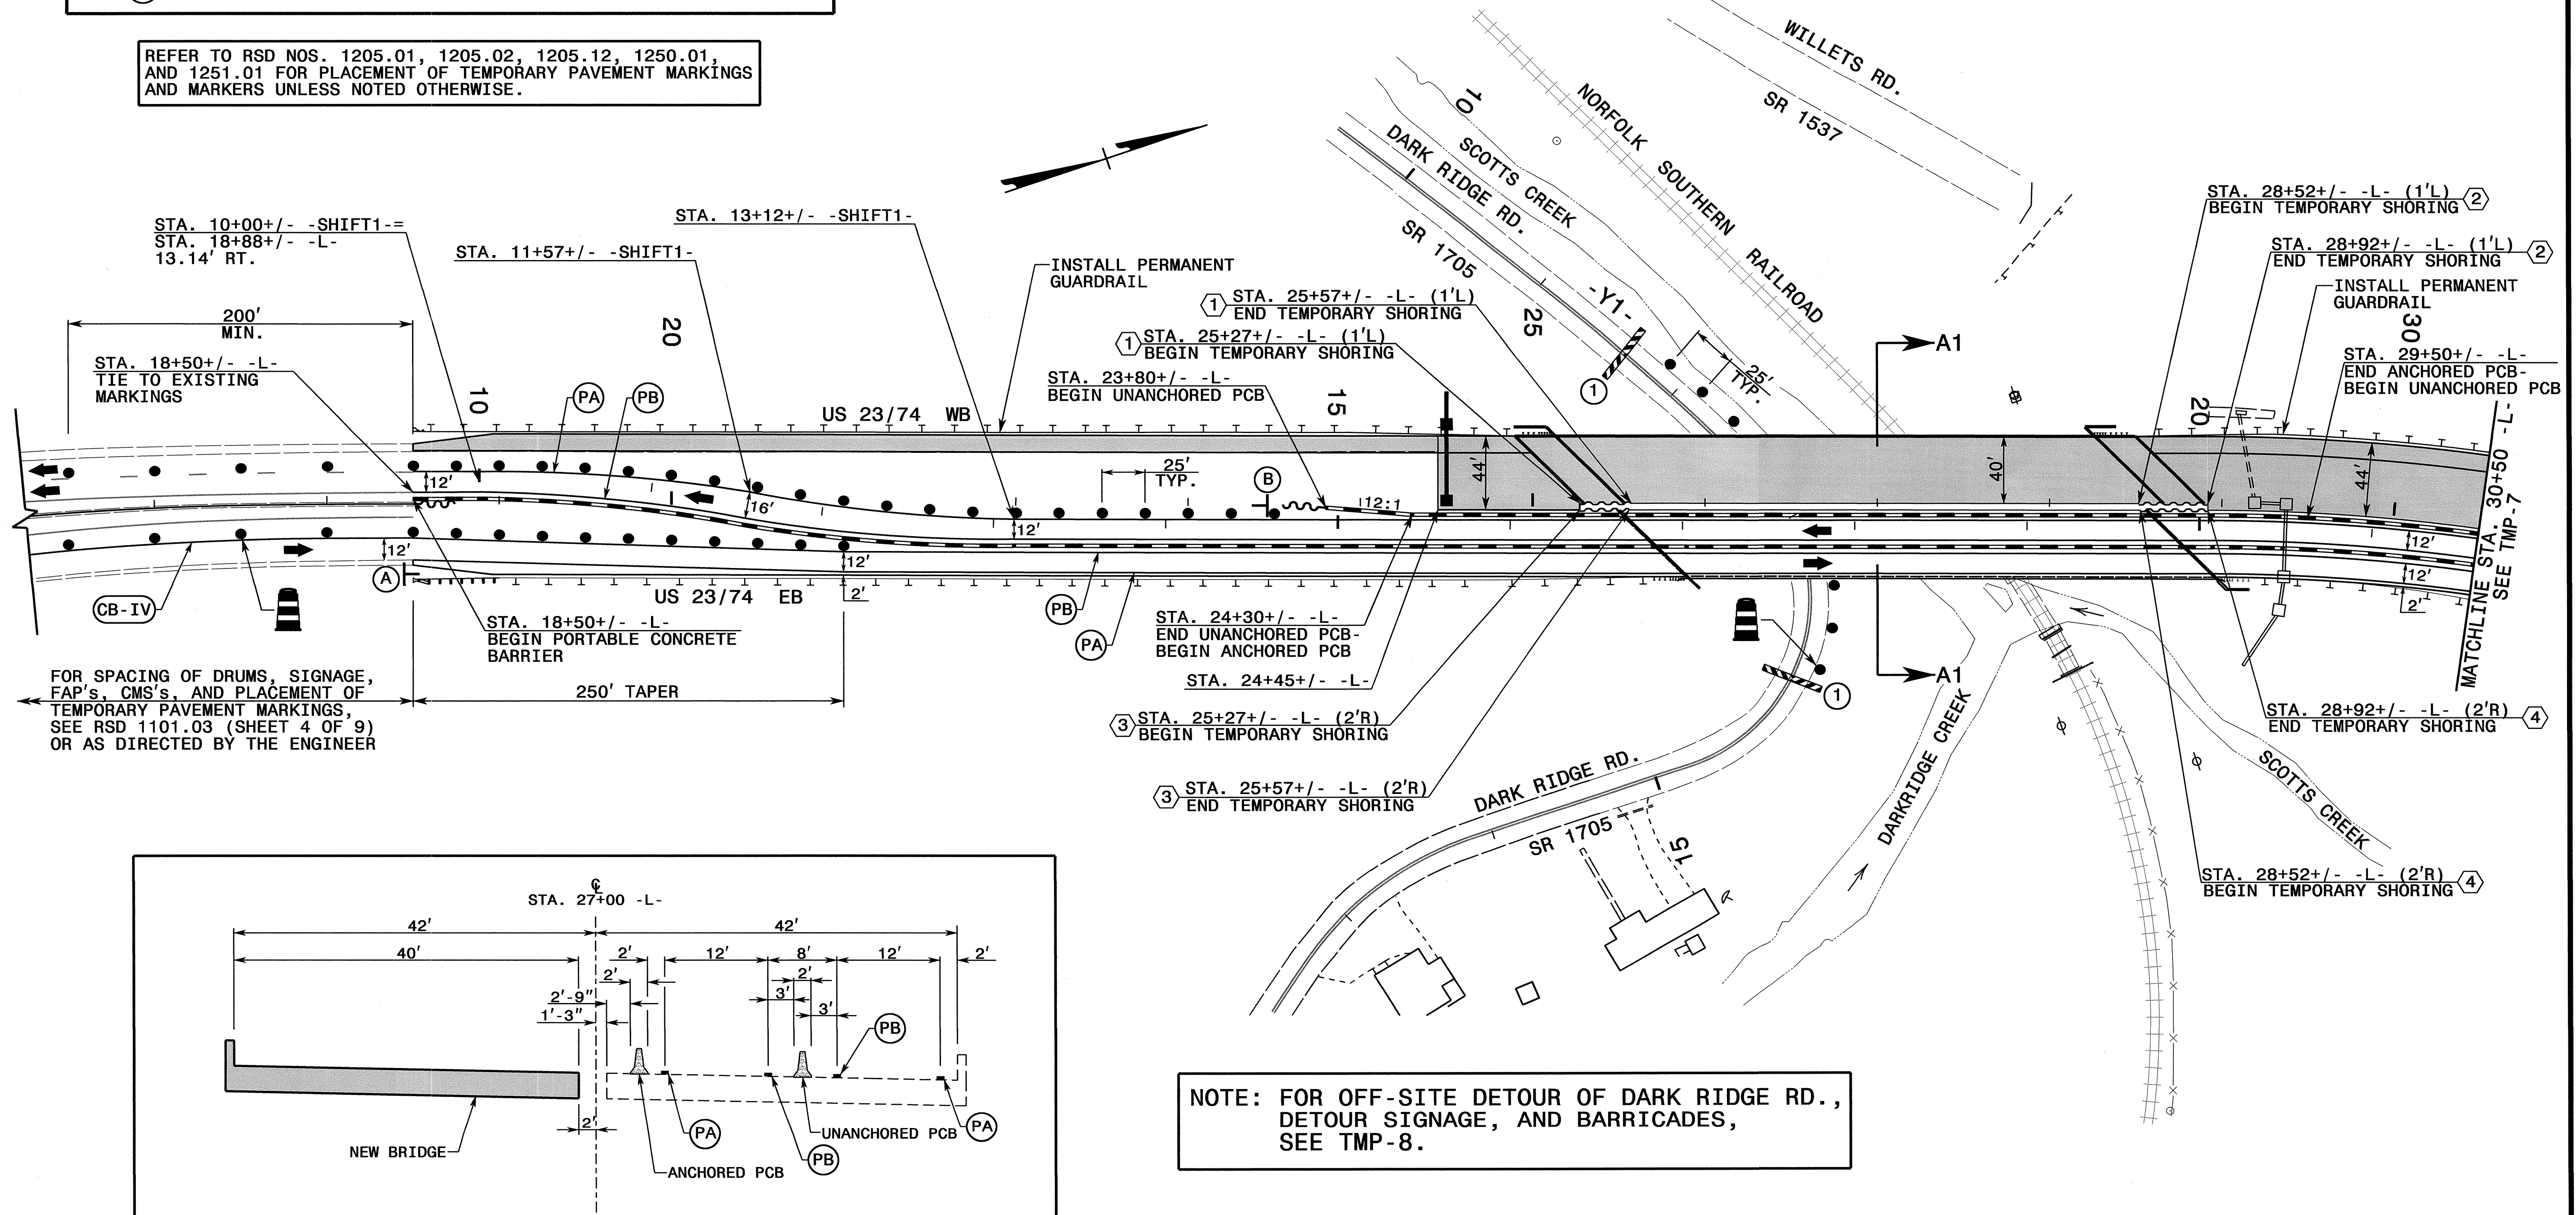 REFER TO RSD NOS. 1205.01, 1205.02, 1205.12, 1250.01,
AND 1251.01 FOR PLACEMENT OF TEMPORARY PAVEMENT MARKINGS
AND MARKERS UNLESS NOTED OTHERWISE.
WILLETS RD.
SR 1537
NORFOLK SOUTHERN RAILROAD
10
SCOTTS CREEK
DARK RIDGE RD.
SR 1705
-Y1-
25' TYP.
1
A1
STA. 10+00+/- -SHIFT1-=
STA. 18+88+/- -L-
13.14' RT.
STA. 11+57+/- -SHIFT1-
STA. 13+12+/- -SHIFT1-
INSTALL PERMANENT
GUARDRAIL
1 STA. 25+57+/- -L- (1'L)
END TEMPORARY SHORING
1 STA. 25+27+/- -L- (1'L)
BEGIN TEMPORARY SHORING
STA. 23+80+/- -L-
BEGIN UNANCHORED PCB
25
STA. 28+52+/- -L- (1'L)
BEGIN TEMPORARY SHORING 2
STA. 28+92+/- -L- (1'L)
END TEMPORARY SHORING 2
INSTALL PERMANENT
GUARDRAIL
30
STA. 29+50+/- -L-
END ANCHORED PCB-
BEGIN UNANCHORED PCB
200'
MIN.
STA. 18+50+/- -L-
TIE TO EXISTING
MARKINGS
20
10
PA
PB
US 23/74 WB
15
20
12'
16'
12'
25'
TYP.
B
12:1
44'
40'
44'
12'
12'
2'
12'
12'
2'
A
CB-IV
US 23/74 EB
PB
PA
MATCHLINE STA. 30+50 -L-
SEE TMP-7
STA. 18+50+/- -L-
BEGIN PORTABLE CONCRETE
BARRIER
250' TAPER
FOR SPACING OF DRUMS, SIGNAGE,
FAP's, CMS's, AND PLACEMENT OF
TEMPORARY PAVEMENT MARKINGS,
SEE RSD 1101.03 (SHEET 4 OF 9)
OR AS DIRECTED BY THE ENGINEER
STA. 24+30+/- -L-
END UNANCHORED PCB-
BEGIN ANCHORED PCB
STA. 24+45+/- -L-
3 STA. 25+27+/- -L- (2'R)
BEGIN TEMPORARY SHORING
3 STA. 25+57+/- -L- (2'R)
END TEMPORARY SHORING
1
A1
DARK RIDGE RD.
SR 1705
15
DARKRIDGE CREEK
SCOTTS CREEK
STA. 28+92+/- -L- (2'R)
END TEMPORARY SHORING 4
STA. 28+52+/- -L- (2'R)
BEGIN TEMPORARY SHORING 4
℄
STA. 27+00 -L-
42'
42'
40'
2'
12'
8'
12'
2'
2'
2'
2'-9"
3'
1'-3"
3'
PB
2'
PA
UNANCHORED PCB
PA
NEW BRIDGE
PB
ANCHORED PCB
NOTE: FOR OFF-SITE DETOUR OF DARK RIDGE RD.,
DETOUR SIGNAGE, AND BARRICADES,
SEE TMP-8.